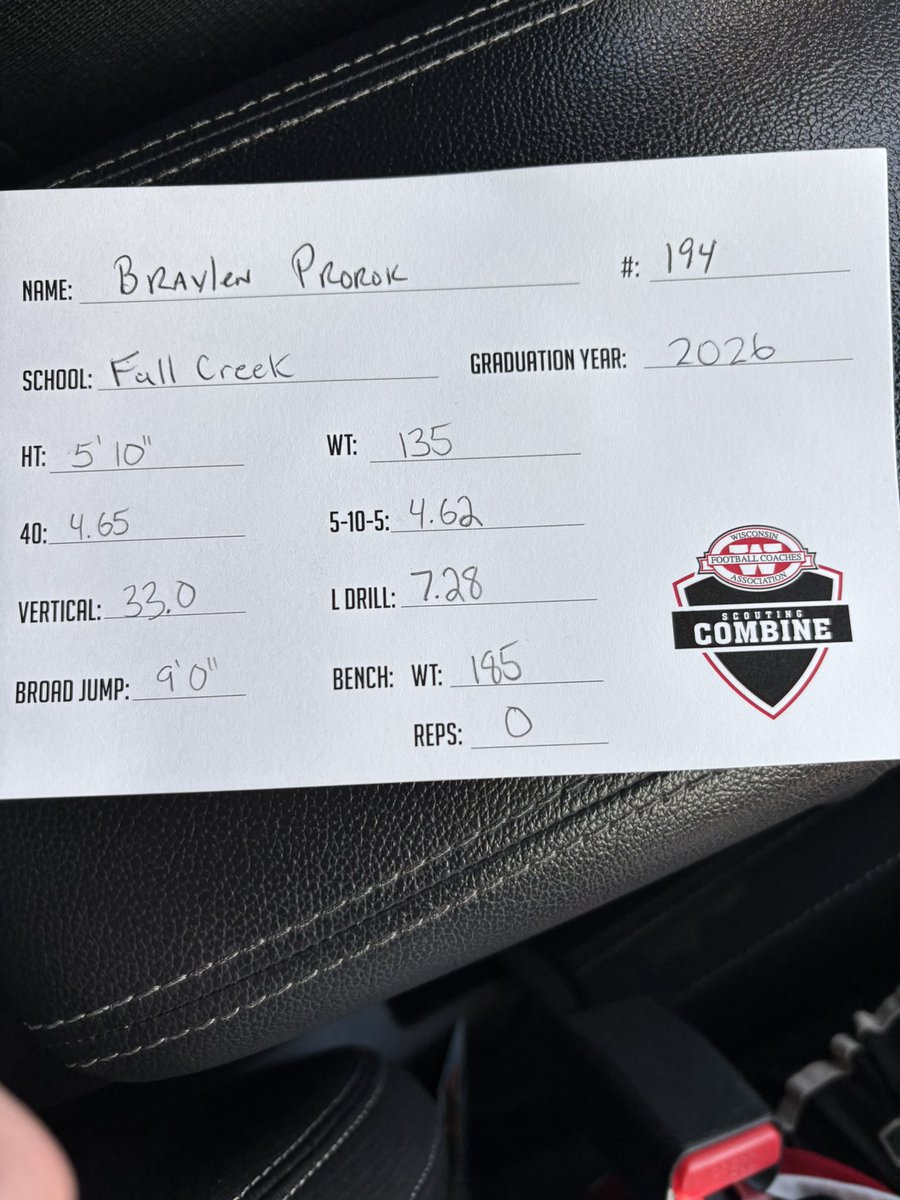 NAME: BRAYLEN PROROK #: 194
SCHOOL: Fall Creek GRADUATION YEAR: 2026
HT: 5'10" WT: 135
40: 4.65 5-10-5: 4.62
VERTICAL: 33.0 L DRILL: 7.28
BROAD JUMP: 9'0" BENCH: WT: 185
REPS: 0
WISCONSIN
W
FOOTBALL COACHES
ASSOCIATION
SCOUTING
COMBINE
PRESS